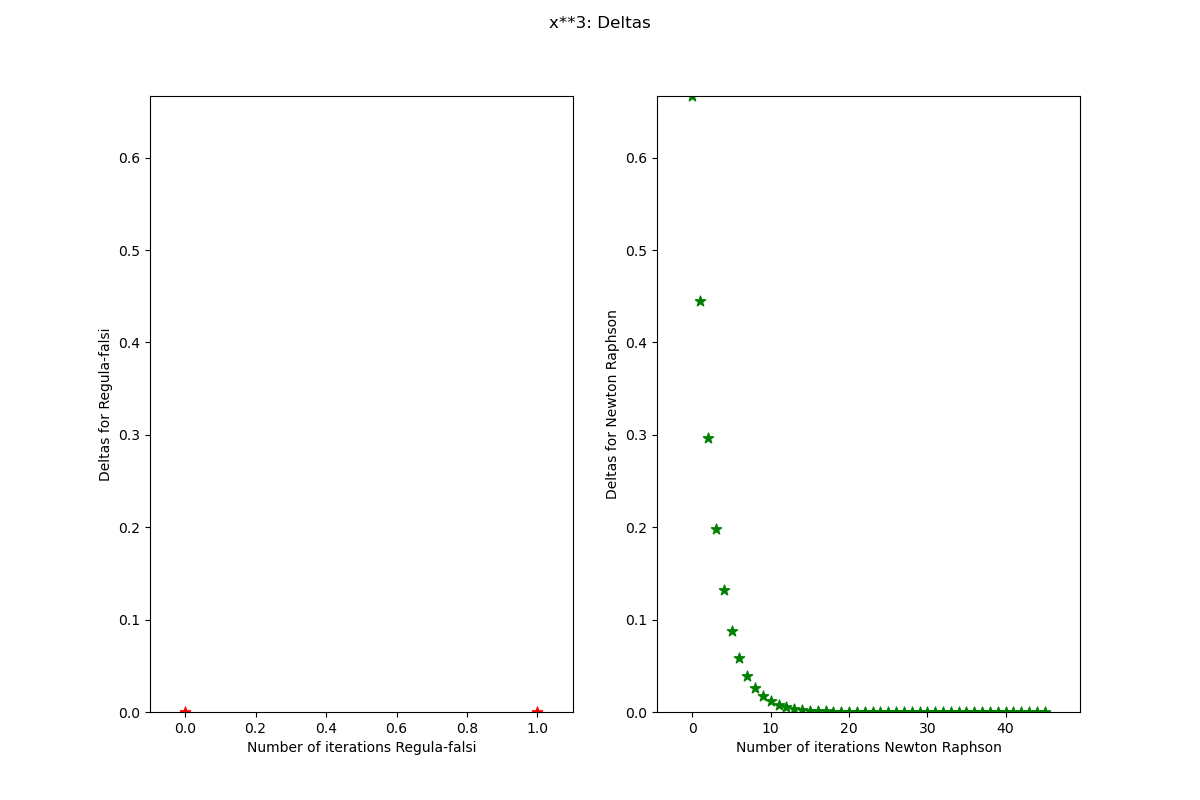 x**3: Deltas
Deltas for Regula-falsi
0.6
0.5
0.4
0.3
0.2
0.1
0.0
0.0 0.2 0.4 0.6 0.8 1.0
Number of iterations Regula-falsi
Deltas for Newton Raphson
0.6
0.5
0.4
0.3
0.2
0.1
0.0
0 10 20 30 40
Number of iterations Newton Raphson